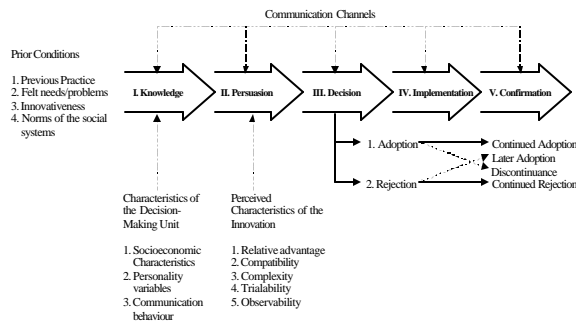 Communication Channels
Prior Conditions
1. Previous Practice
2. Felt needs/problems
3. Innovativeness
4. Norms of the social
systems
I. Knowledge
II. Persuasion
III. Decision
IV. Implementation
V. Confirmation
1. Adoption
2. Rejection
Continued Adoption
Later Adoption
Discontinuance
Continued Rejection
Characteristics of
the Decision-
Making Unit
1. Socioeconomic
Characteristics
2. Personality
variables
3. Communication
behaviour
Perceived
Characteristics of the
Innovation
1. Relative advantage
2. Compatibility
3. Complexity
4. Trialability
5. Observability